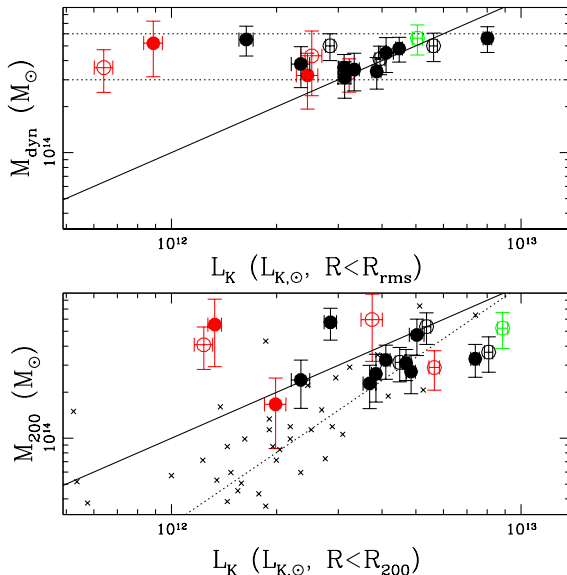 M_dyn (M_⊙)
10^14
10^12
10^13
L_K (L_K,⊙, R<R_rms)
M_200 (M_⊙)
10^14
10^12
10^13
L_K (L_K,⊙, R<R_200)